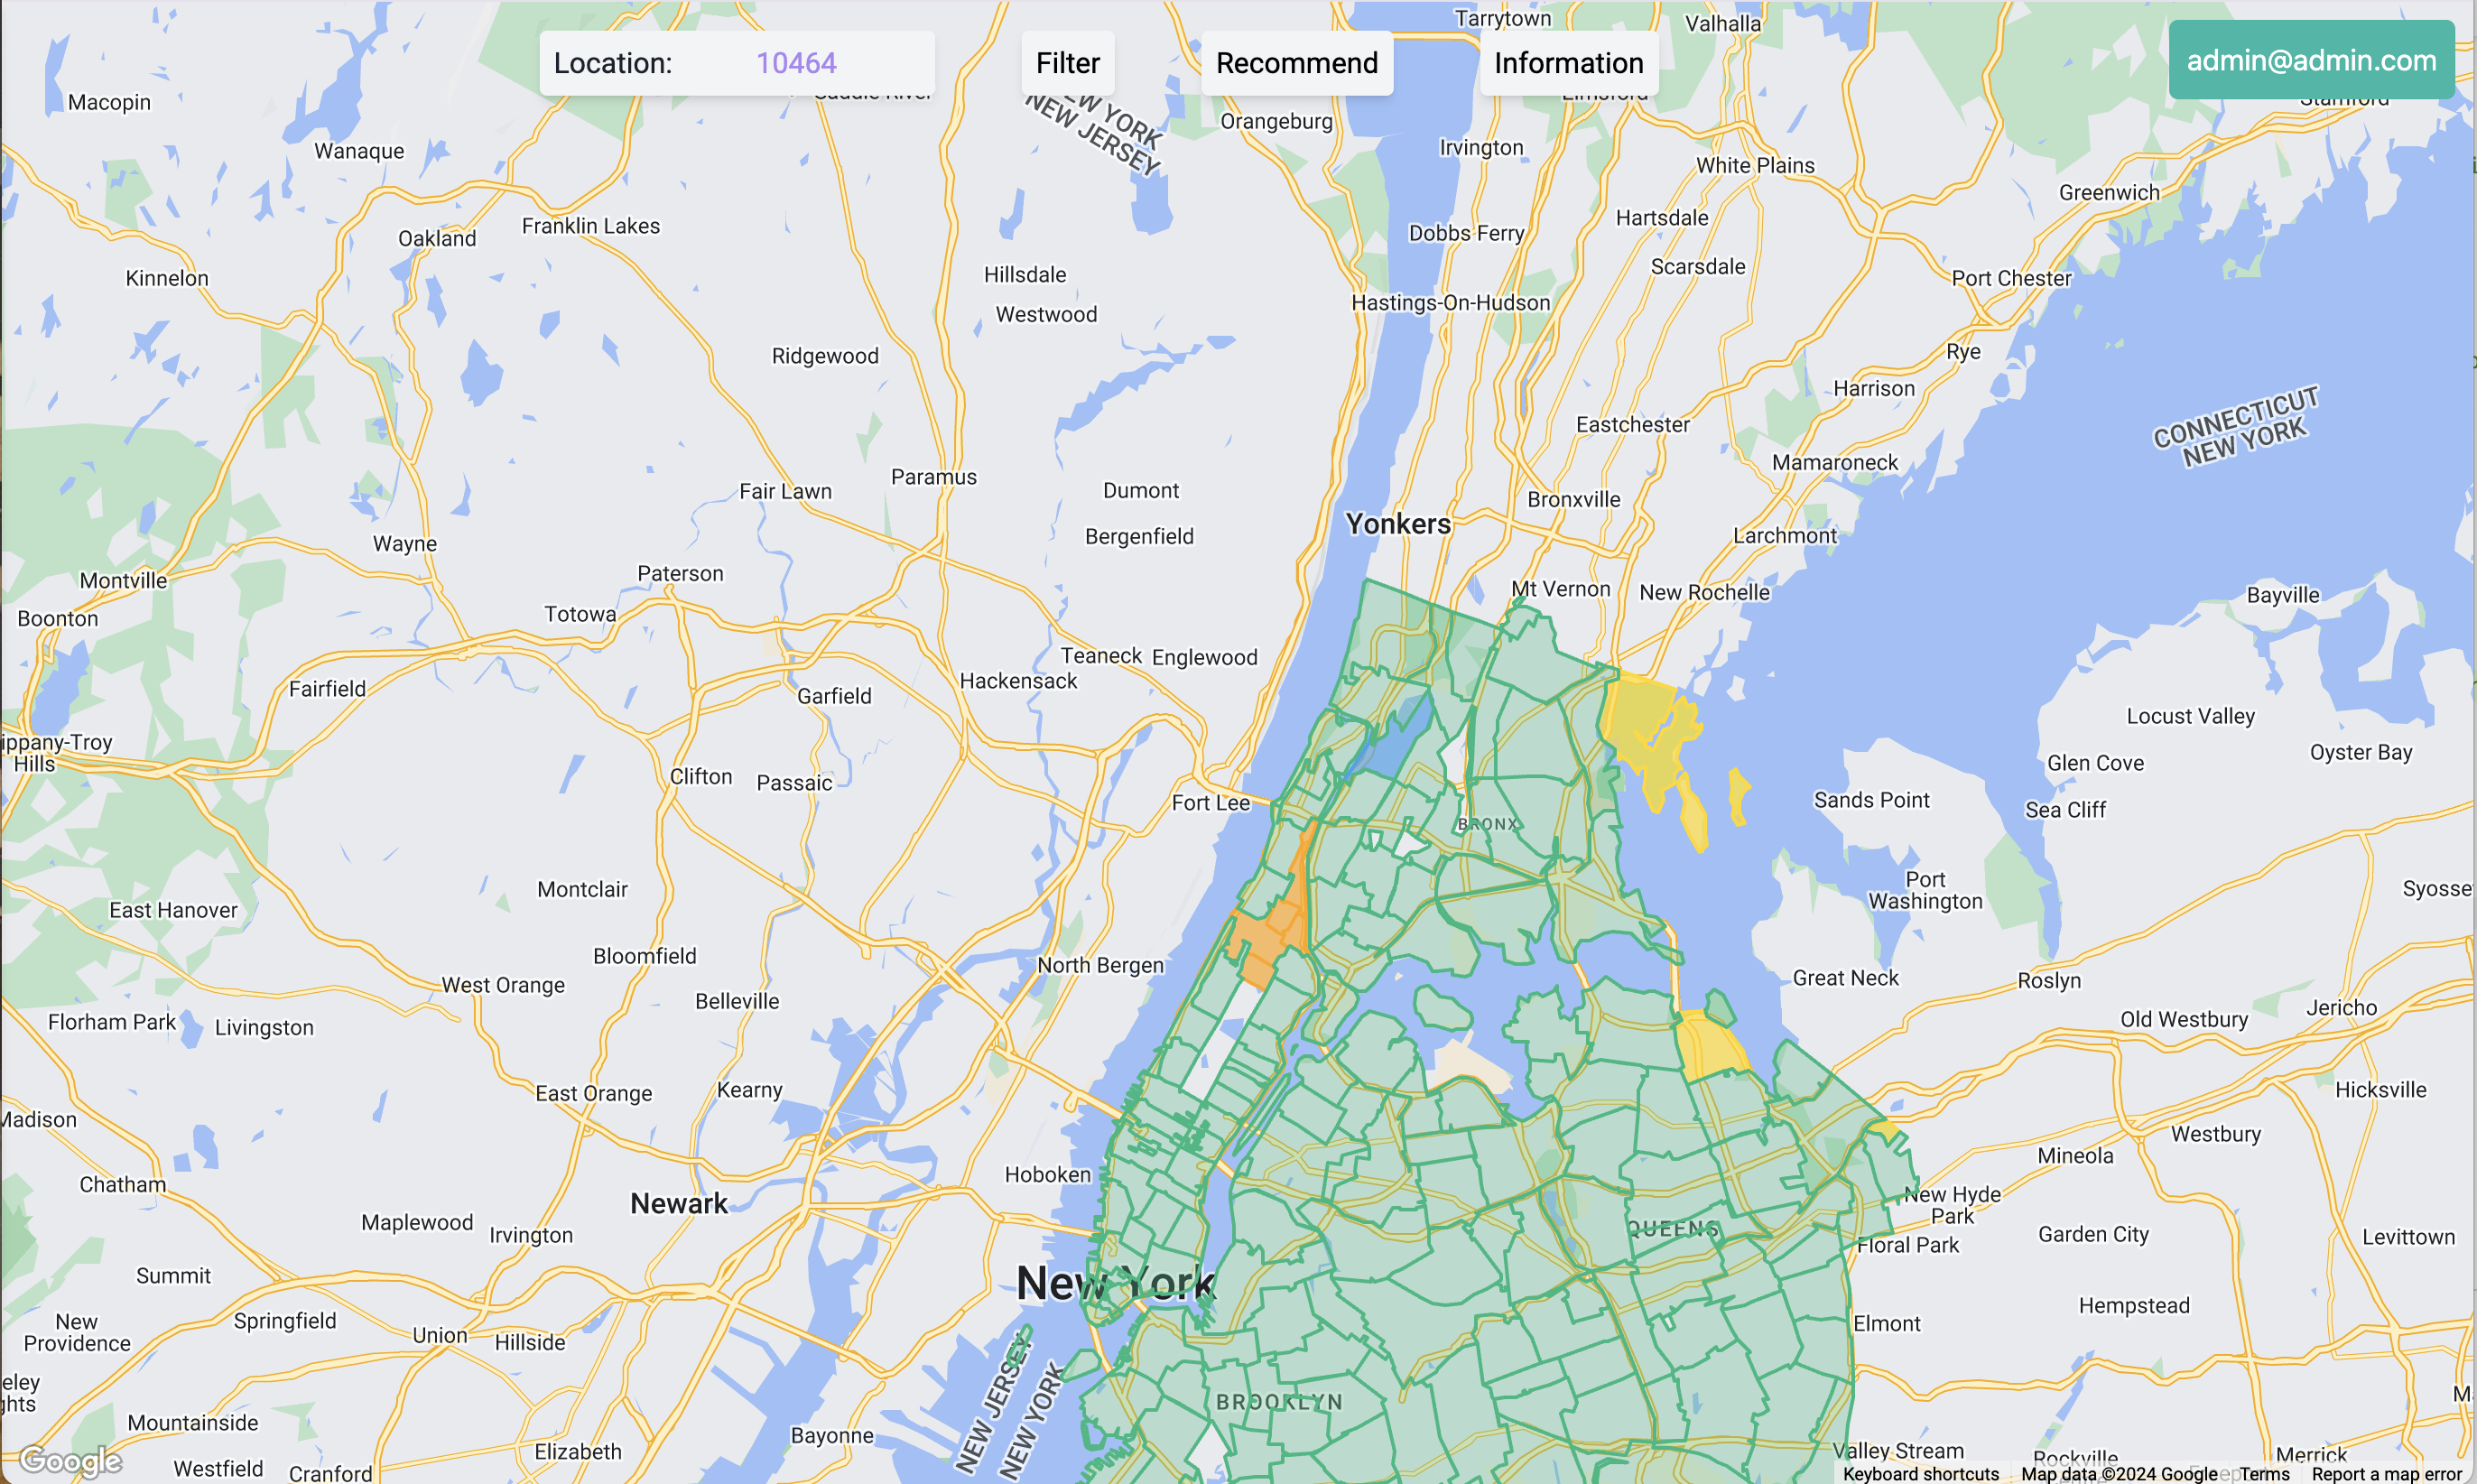 Tarrytown
Valhalla
Location: 10464
Filter
Recommend
Information
admin@admin.com
Saddle River
Elmsford
Stamford
Macopin
NEW YORK
NEW JERSEY
Orangeburg
Wanaque
Irvington
White Plains
Greenwich
Franklin Lakes
Oakland
Hartsdale
Dobbs Ferry
Kinnelon
Hillsdale
Scarsdale
Port Chester
Westwood
Hastings-On-Hudson
Ridgewood
Rye
Harrison
CONNECTICUT
NEW YORK
Eastchester
Paramus
Mamaroneck
Fair Lawn
Dumont
Bronxville
Bergenfield
Yonkers
Larchmont
Wayne
Montville
Paterson
Mt Vernon
New Rochelle
Bayville
Boonton
Totowa
Teaneck
Englewood
Hackensack
Fairfield
Garfield
Locust Valley
ippany-Troy
Hills
Oyster Bay
Glen Cove
Clifton
Passaic
Fort Lee
Sands Point
Sea Cliff
BRONX
Montclair
Port
Washington
Syosse
East Hanover
Bloomfield
North Bergen
Great Neck
Roslyn
West Orange
Belleville
Florham Park
Livingston
Old Westbury
Jericho
East Orange
Kearny
Hicksville
Madison
Westbury
Mineola
Hoboken
Chatham
Newark
New Hyde
Park
Maplewood
Irvington
QUEENS
Garden City
Levittown
Floral Park
Summit
New York
Springfield
New
Providence
Union
Hillside
Hempstead
Elmont
NEW JERSEY
NEW YORK
eley
ghts
BROOKLYN
M
Mountainside
Bayonne
Elizabeth
Valley Stream
Rockville
Merrick
Google
Westfield
Cranford
Keyboard shortcuts
Map data ©2024 Google
Terms
Report a map error